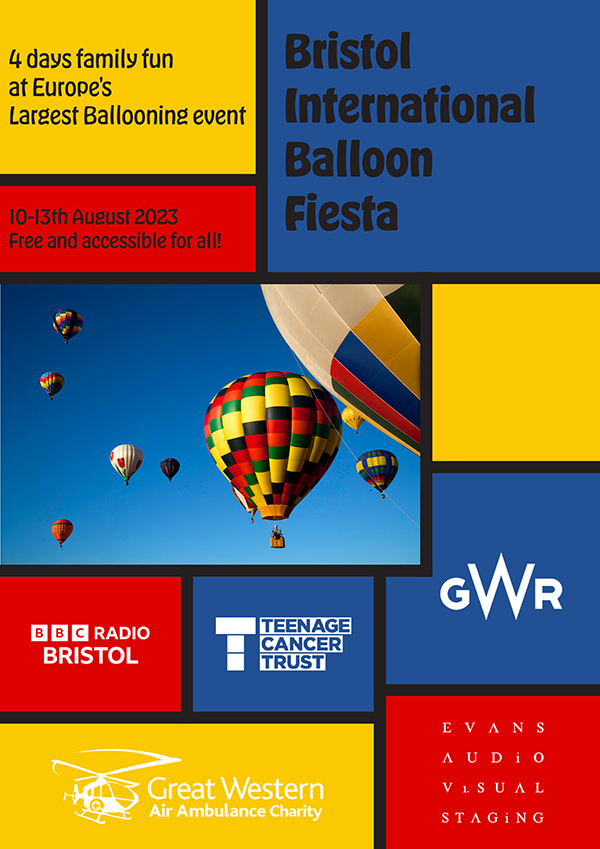 4 days family fun
at Europe's
Largest Ballooning event
Bristol
International
Balloon
Fiesta
10-13th August 2023
Free and accessible for all!
GWR
BBC RADIO
BRISTOL
TEENAGE
CANCER
TRUST
Great Western
Air Ambulance Charity
EVANS
AUDiO
ViSUAL
STAGiNG